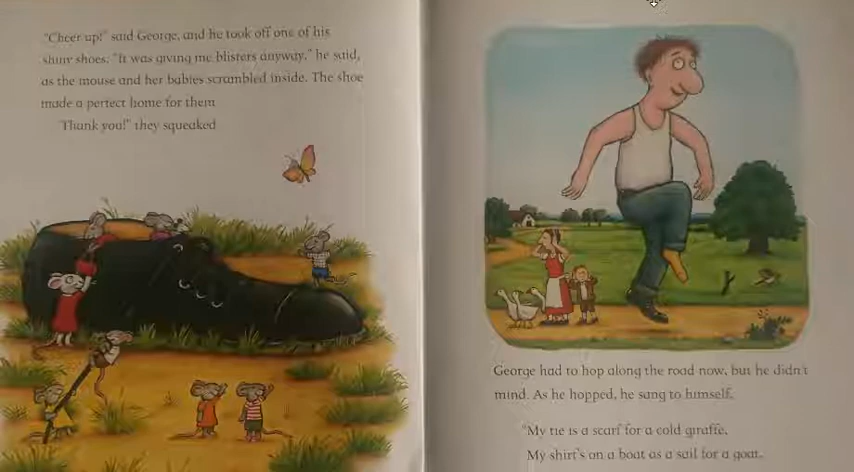 "Cheer up!" said George, and he took off one of his
shiny shoes. "It was giving me blisters anyway," he said,
as the mouse and her babies scrambled inside. The shoe
made a perfect home for them
"Thank you!" they squeaked
George had to hop along the road now, but he didn't
mind. As he hopped, he sang to himself,
"My tie is a scarf for a cold giraffe,
My shirt's on a boat as a sail for a goat,